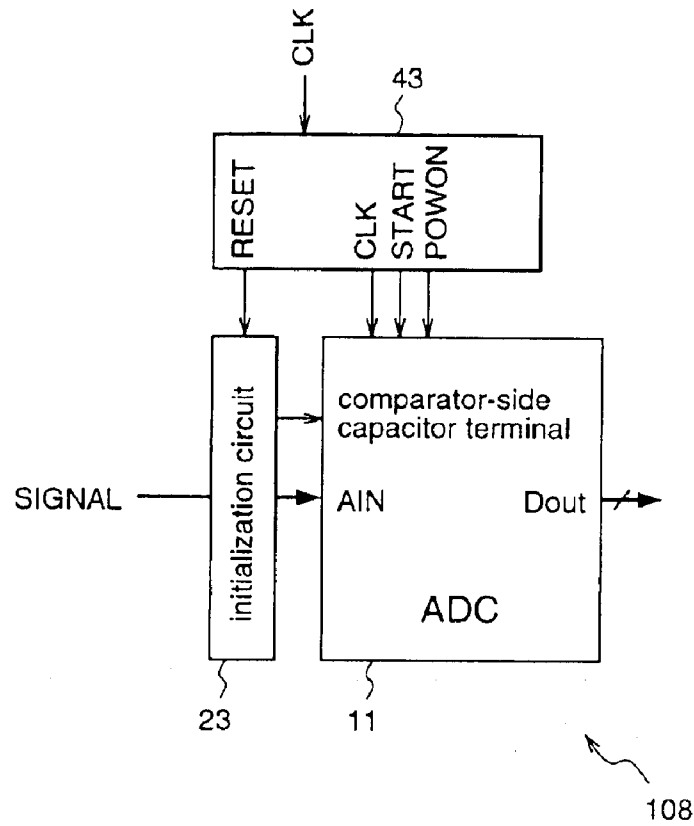 CLK
43
RESET
CLK
START
POWON
initialization circuit
comparator-side
capacitor terminal
SIGNAL
AIN
Dout
ADC
23
11
108